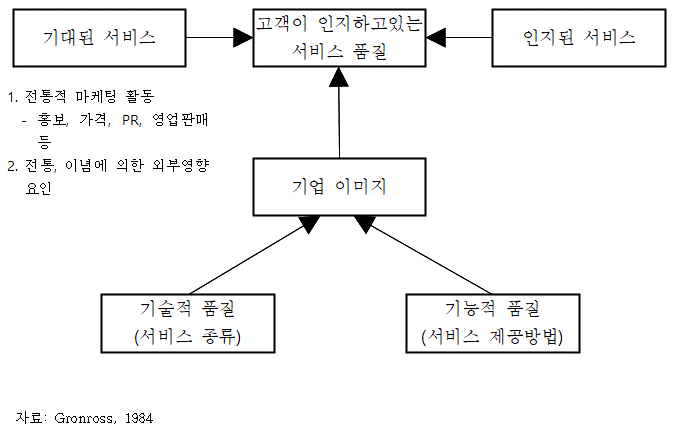 기대된 서비스
고객이 인지하고있는
서비스 품질
인지된 서비스
1. 전통적 마케팅 활동
- 홍보, 가격, PR, 영업판매
등
2. 전통, 이념에 의한 외부영향
요인
기업 이미지
기술적 품질
(서비스 종류)
기능적 품질
(서비스 제공방법)
자료: Gronross, 1984